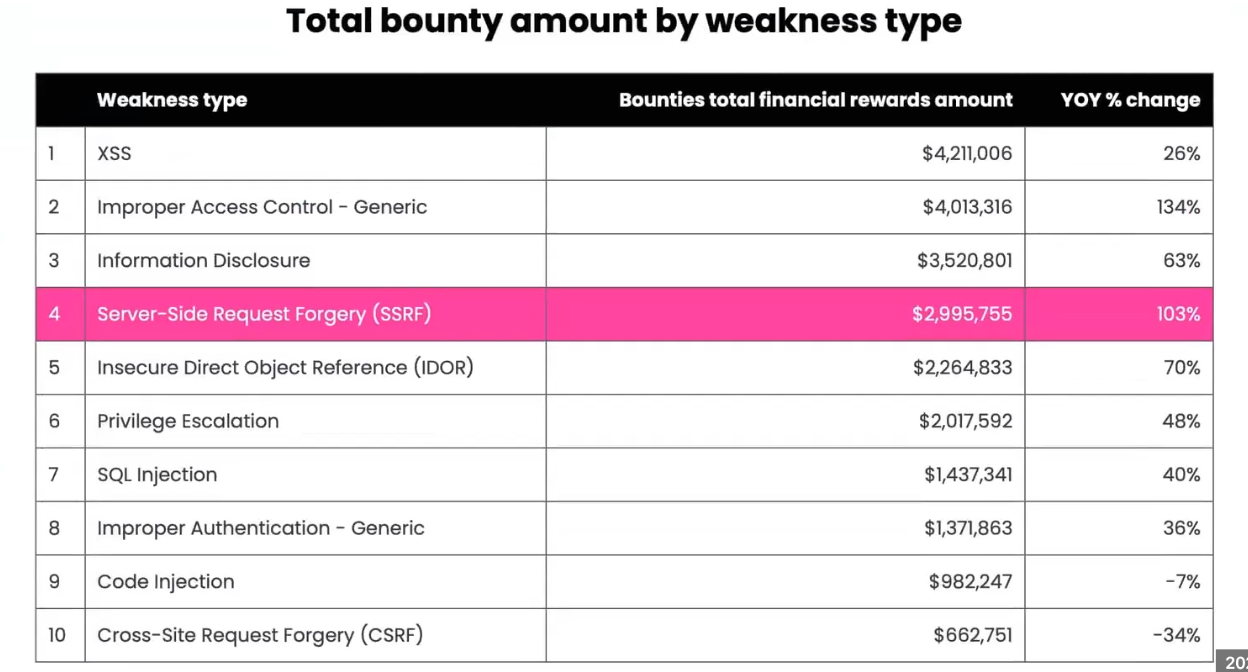 Total bounty amount by weakness type
Weakness type Bounties total financial rewards amount YOY % change
1 XSS $4,211,006 26%
2 Improper Access Control - Generic $4,013,316 134%
3 Information Disclosure $3,520,801 63%
4 Server-Side Request Forgery (SSRF) $2,995,755 103%
5 Insecure Direct Object Reference (IDOR) $2,264,833 70%
6 Privilege Escalation $2,017,592 48%
7 SQL Injection $1,437,341 40%
8 Improper Authentication - Generic $1,371,863 36%
9 Code Injection $982,247 -7%
10 Cross-Site Request Forgery (CSRF) $662,751 -34%